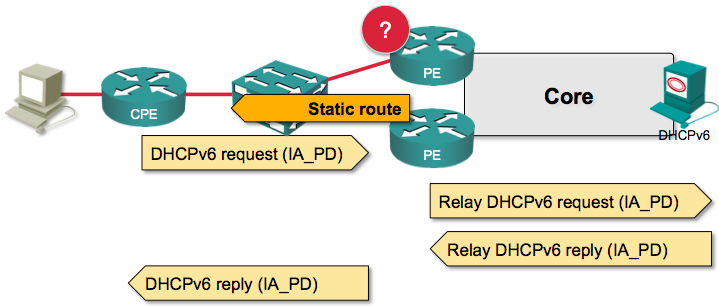 ?
PE
Core
CPE
Static route
DHCPv6
DHCPv6 request (IA_PD)
PE
Relay DHCPv6 request (IA_PD)
Relay DHCPv6 reply (IA_PD)
DHCPv6 reply (IA_PD)